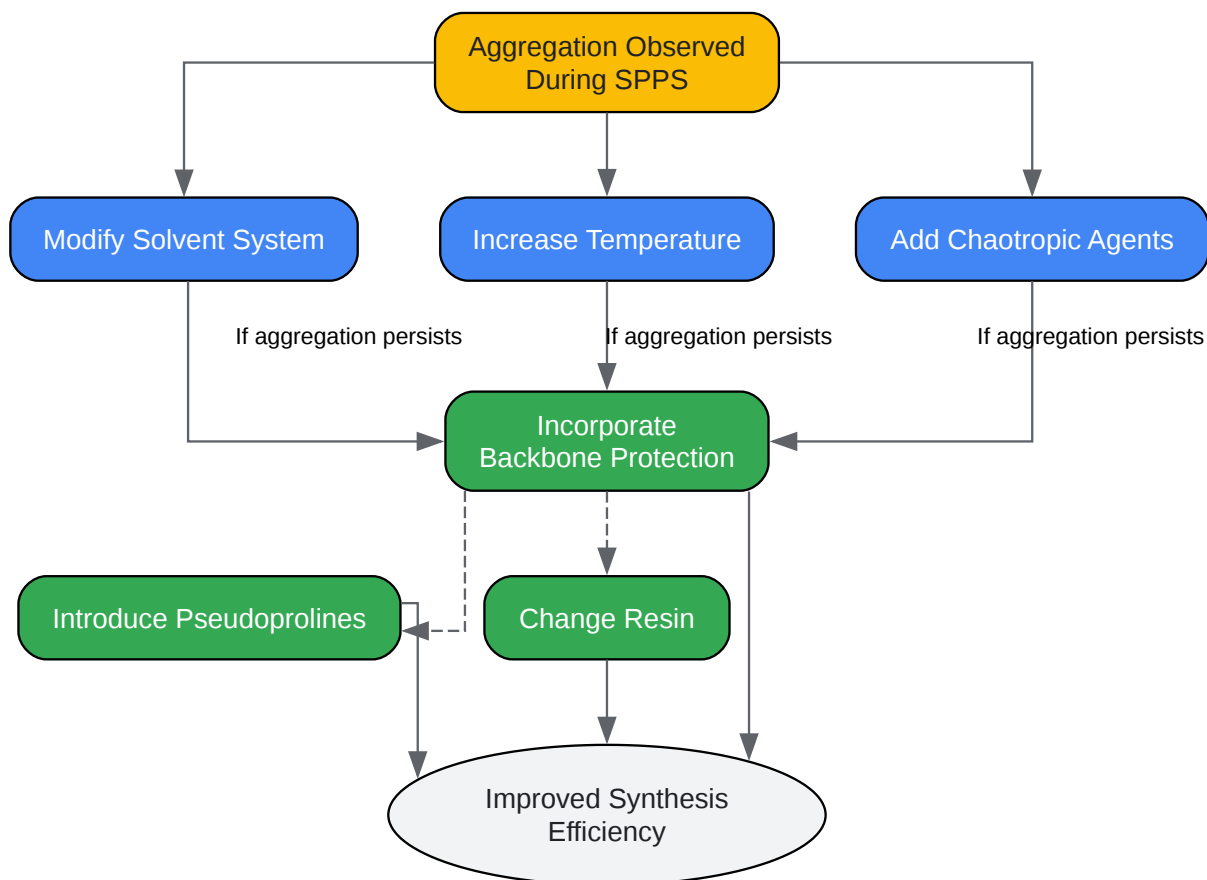 Aggregation Observed
During SPPS
Modify Solvent System
Increase Temperature
Add Chaotropic Agents
If aggregation persists
If aggregation persists
If aggregation persists
Incorporate
Backbone Protection
Introduce Pseudoprolines
Change Resin
Improved Synthesis
Efficiency